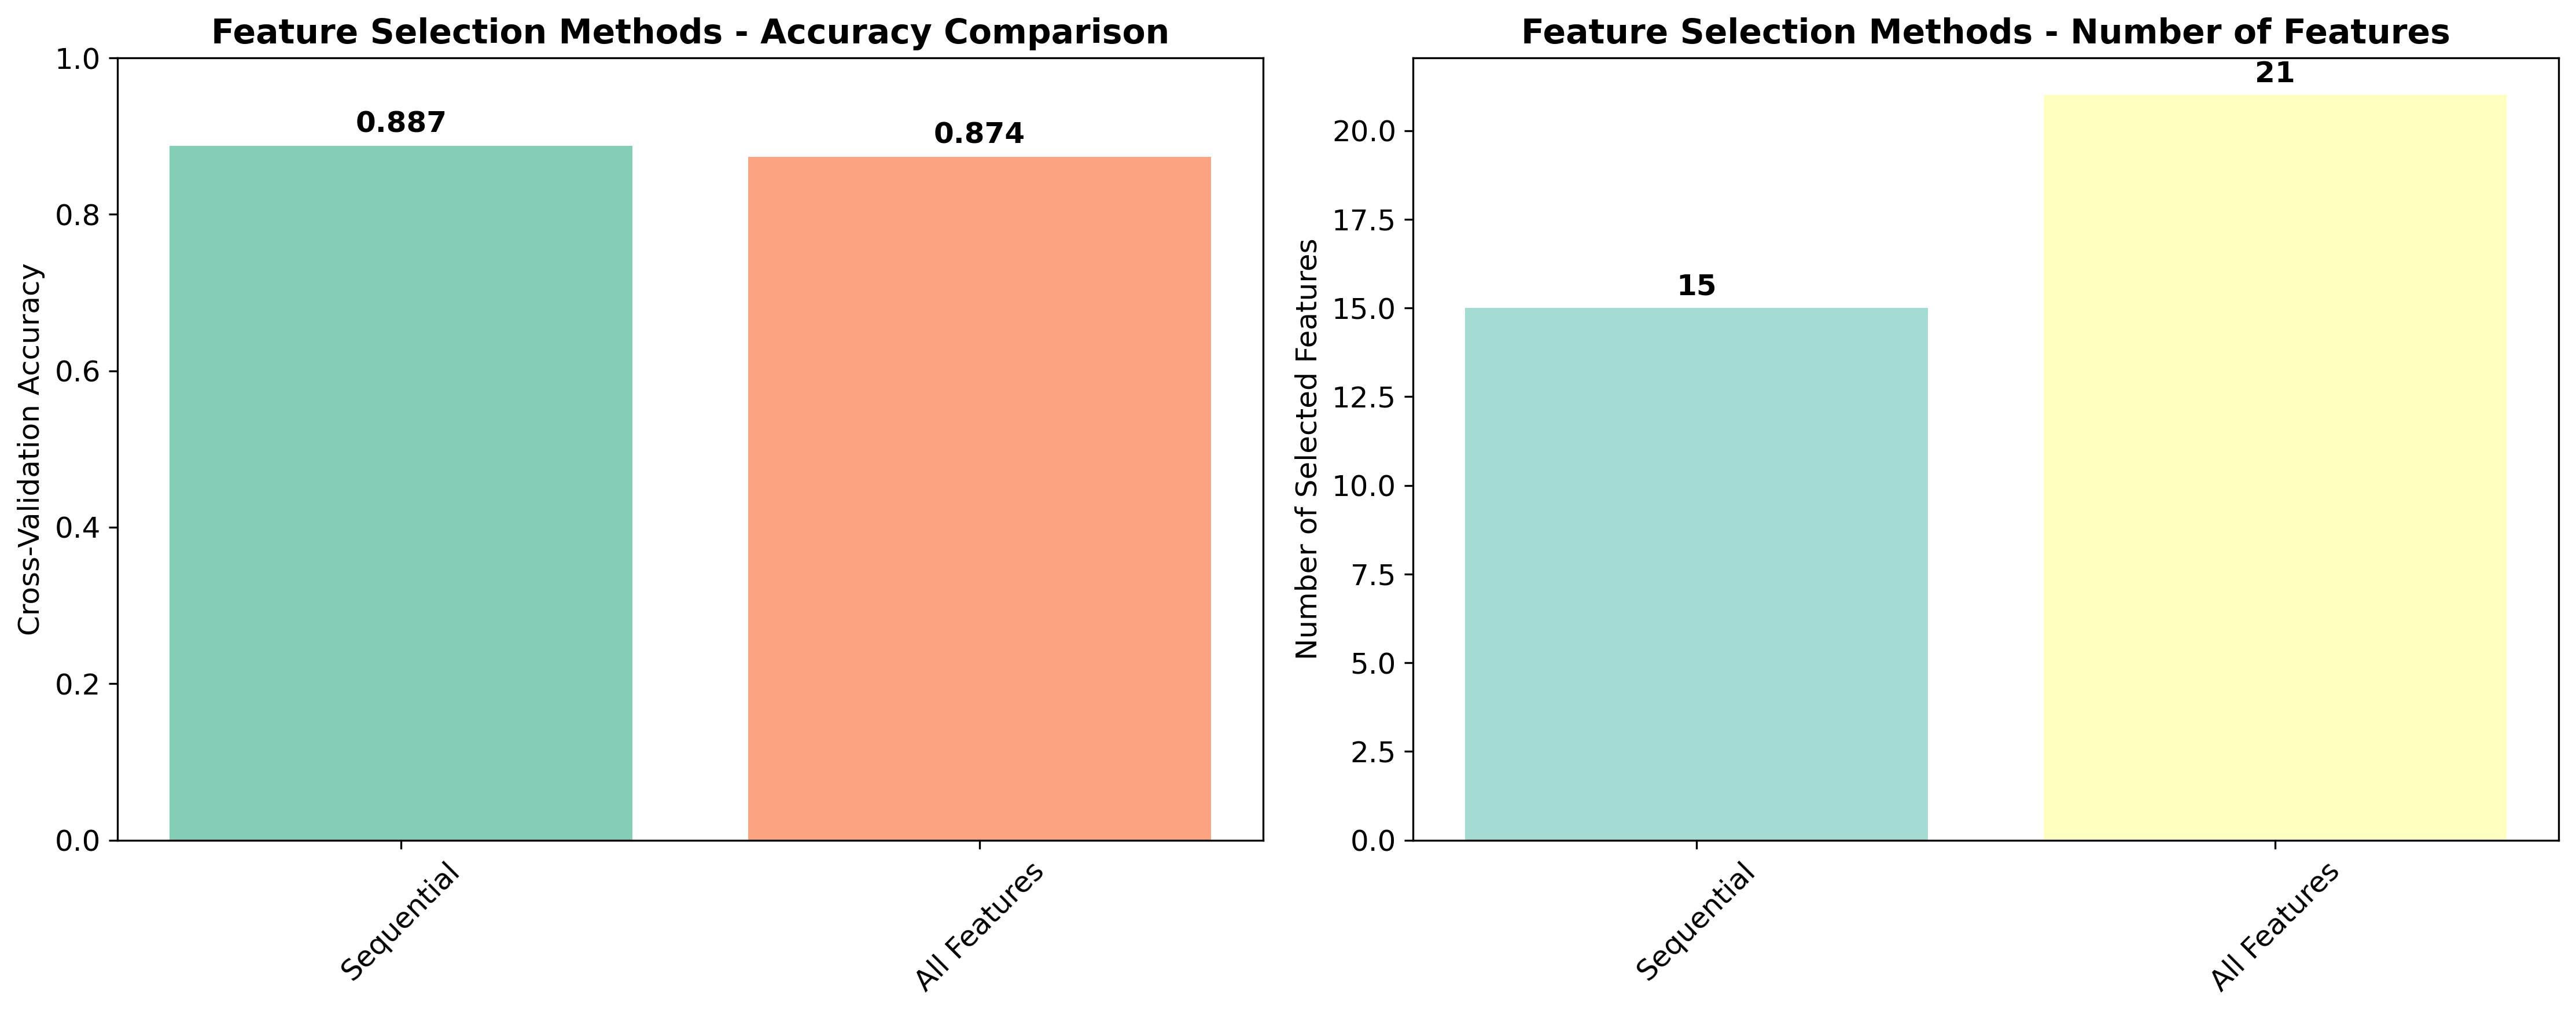 Feature Selection Methods - Accuracy Comparison
Cross-Validation Accuracy
1.0
0.8
0.6
0.4
0.2
0.0
0.887
0.874
Sequential
All Features
Feature Selection Methods - Number of Features
Number of Selected Features
20.0
17.5
15.0
12.5
10.0
7.5
5.0
2.5
0.0
15
21
Sequential
All Features